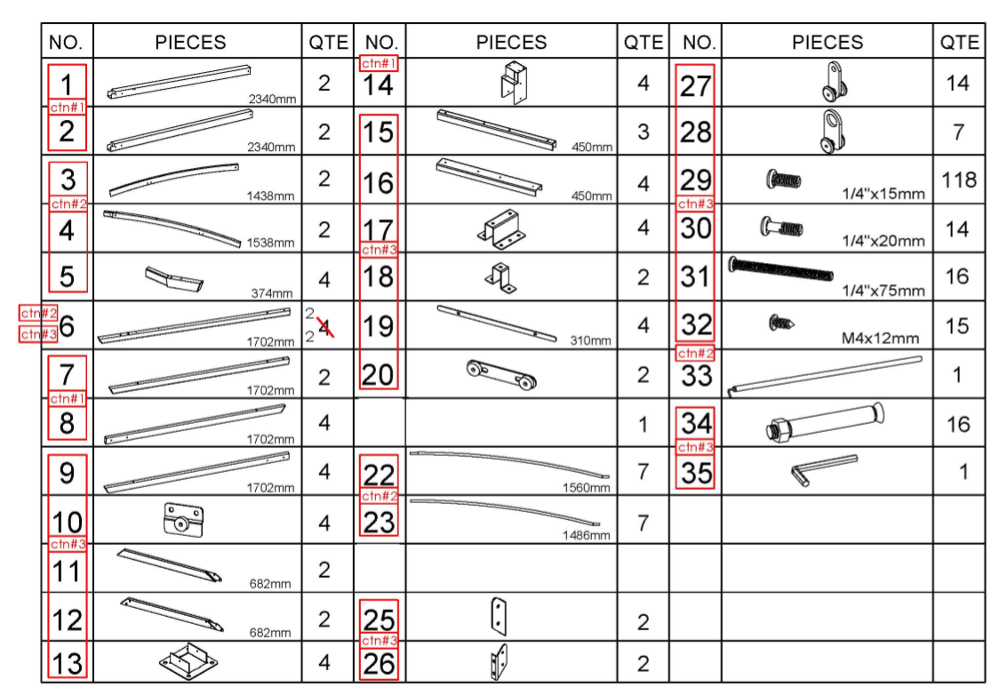 NO. PIECES QTE NO. PIECES QTE NO. PIECES QTE
1 2340mm 2 ctn#1 14 4 27 14
ctn#1
2 2340mm 2 15 450mm 3 28 7
3 1438mm 2 16 450mm 4 29 1/4"x15mm 118
ctn#2 ctn#3
4 1538mm 2 17 4 30 1/4"x20mm 14
ctn#3
5 374mm 4 18 2 31 1/4"x75mm 16
ctn#2 ctn#3 6 1702mm 2 4 2 19 310mm 4 32 M4x12mm 15
ctn#2
7 1702mm 2 20 2 33 1
ctn#1
8 1702mm 4 1 34 16
ctn#3
9 1702mm 4 22 1560mm 7 35 1
ctn#2
10 4 23 1486mm 7
ctn#3
11 682mm 2
12 682mm 2 25 2
ctn#3
13 4 26 2